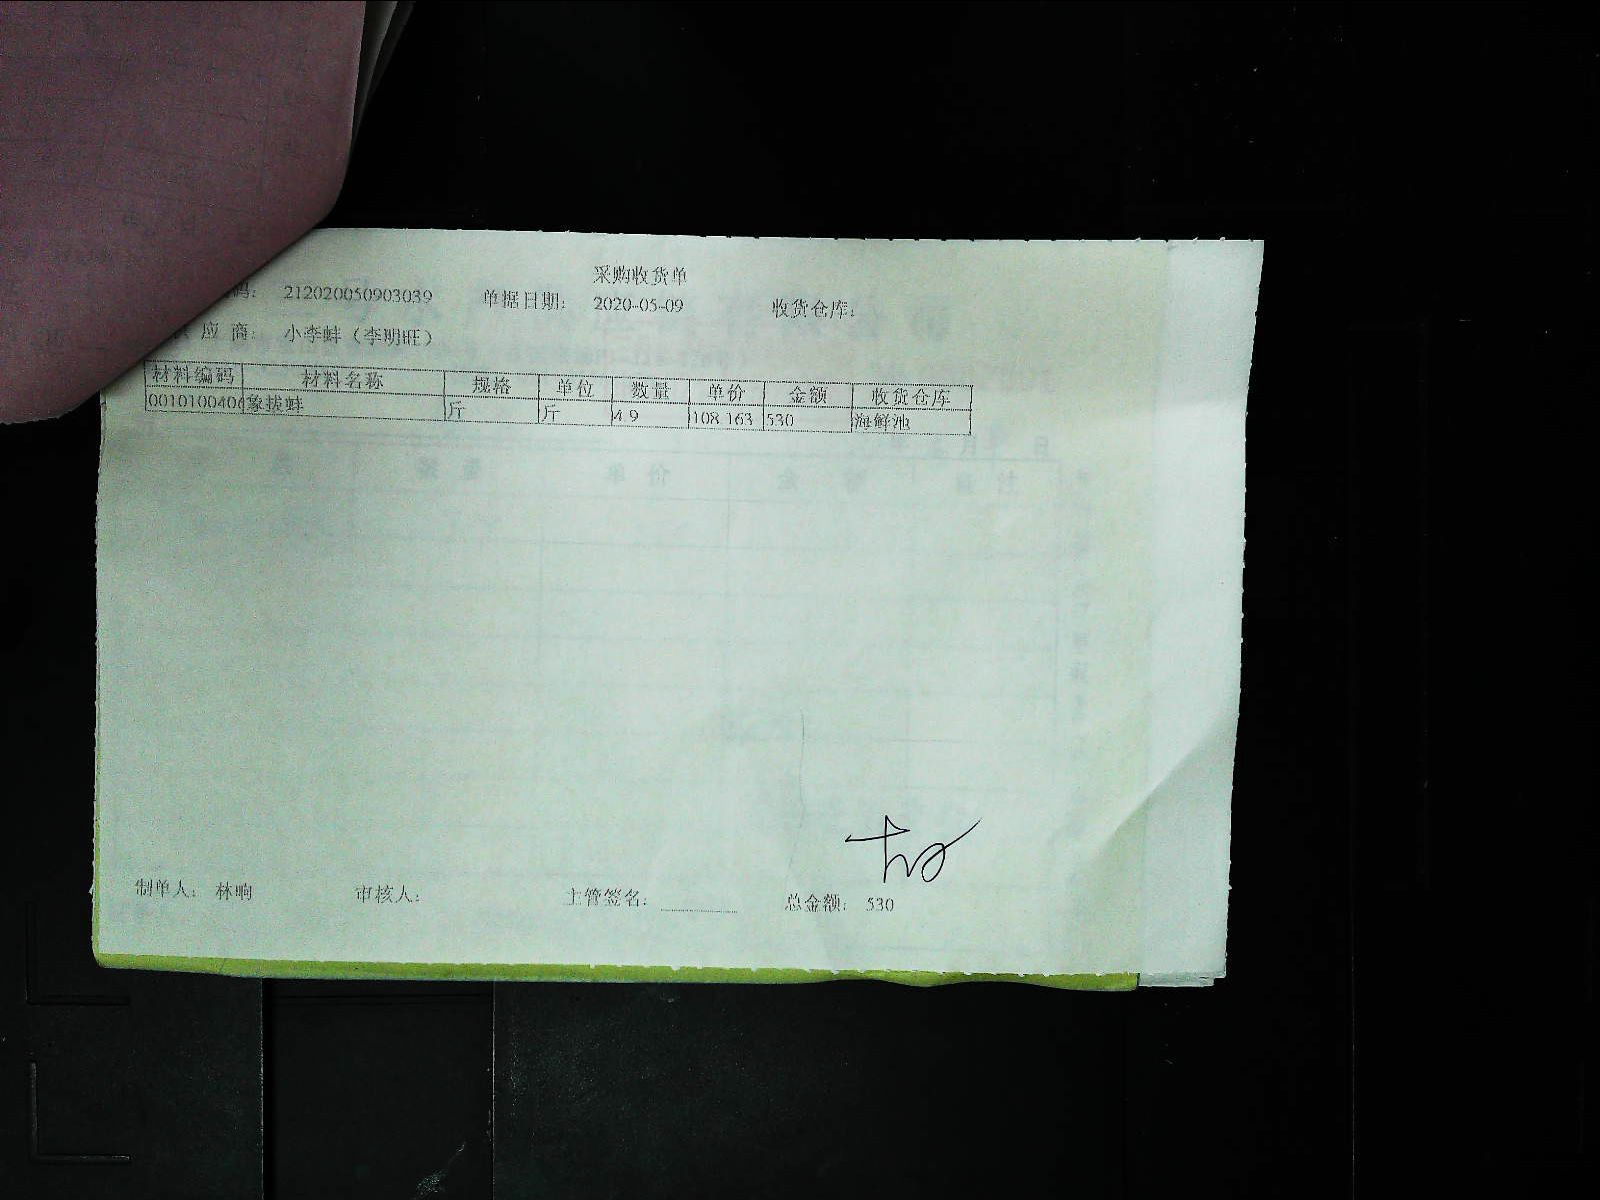 采购收货单
码： 212020050903039 单据日期： 2020-05-09 收货仓库：
应 商： 小李蚌（李明旺）
材料编码 材料名称 规格 单位 数量 单价 金额 收货仓库
0010100406 象拔蚌 斤 斤 4.9 108.163 530 海鲜池
制单人： 林晌 审核人： 主管签名： 总金额： 530